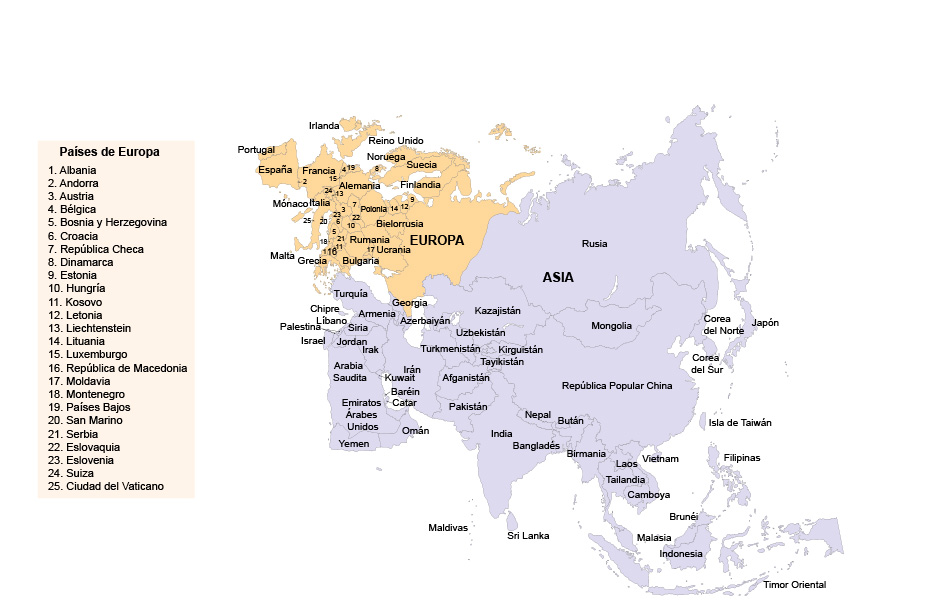 Países de Europa
1. Albania
2. Andorra
3. Austria
4. Bélgica
5. Bosnia y Herzegovina
6. Croacia
7. República Checa
8. Dinamarca
9. Estonia
10. Hungría
11. Kosovo
12. Letonia
13. Liechtenstein
14. Lituania
15. Luxemburgo
16. República de Macedonia
17. Moldavia
18. Montenegro
19. Países Bajos
20. San Marino
21. Serbia
22. Eslovaquia
23. Eslovenia
24. Suiza
25. Ciudad del Vaticano
Irlanda
Reino Unido
Portugal
Noruega
España
Francia
4
19
8
Suecia
15
2
Alemania
Finlandia
24
13
Mónaco
Italia
3
7
Polonia
14
12
9
25
20
23
6
22
10
Bielorrusia
5
18
21
Rumania
EUROPA
1
16
11
17
Ucrania
Malta
Grecia
Bulgaria
Rusia
ASIA
Turquía
Georgia
Chipre
Armenia
Azerbaiyán
Kazajistán
Líbano
Palestina
Siria
Uzbekistán
Mongolia
Corea
del Norte
Japón
Israel
Jordan
Irak
Turkmenistán
Kirguistán
Tayikistán
Corea
del Sur
Arabia
Saudita
Irán
Kuwait
Afganistán
República Popular China
Baréin
Catar
Emiratos
Árabes
Unidos
Pakistán
Nepal
Bután
Isla de Taiwán
Omán
Yemen
India
Bangladés
Birmania
Laos
Vietnam
Filipinas
Tailandia
Camboya
Maldivas
Sri Lanka
Brunéi
Malasia
Indonesia
Timor Oriental